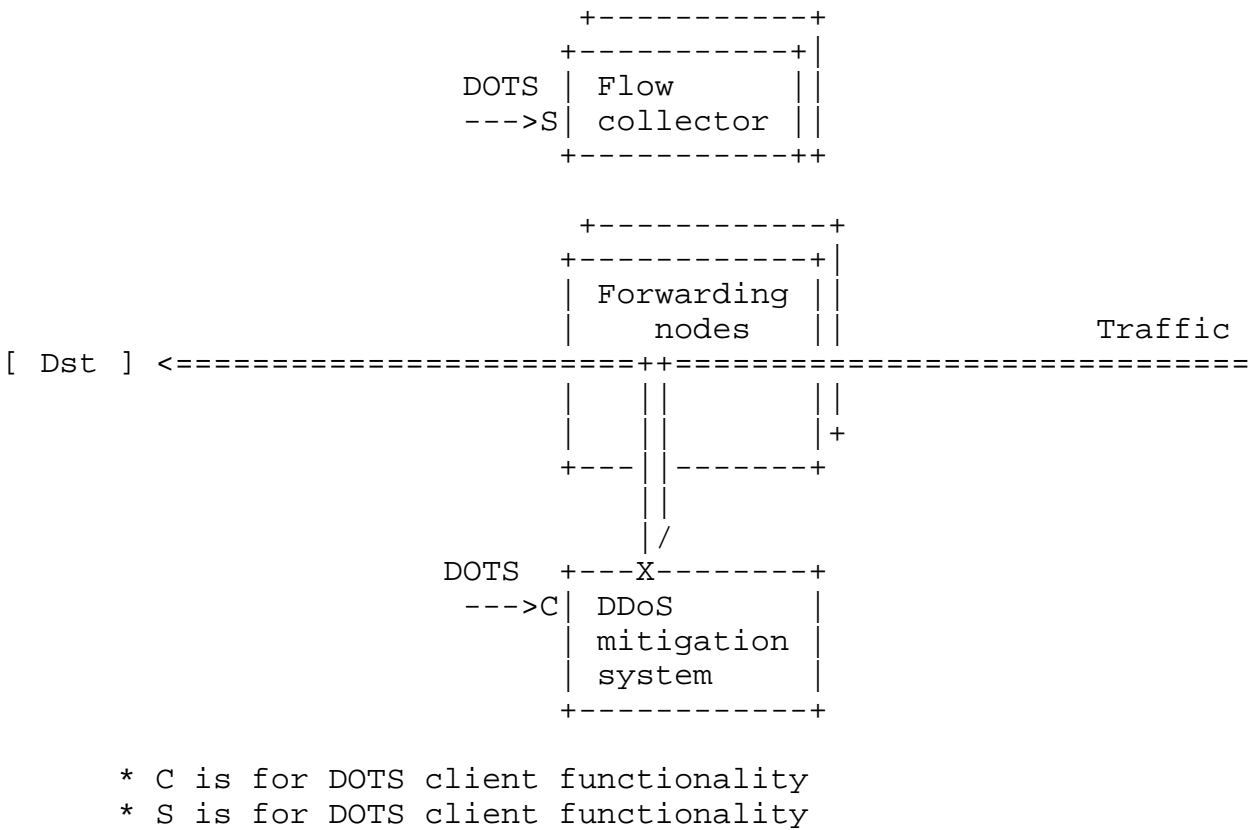 DOTS Flow
--->S collector
Forwarding
nodes Traffic
[ Dst ] <========================++==============================
DOTS
--->C DDoS
mitigation
system
* C is for DOTS client functionality
* S is for DOTS client functionality